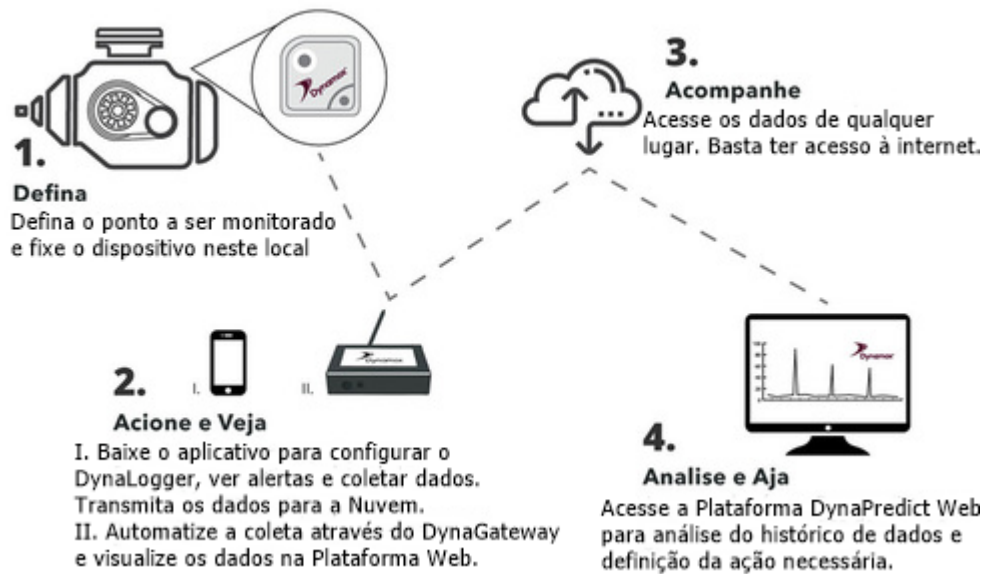 Dynamox
1.
Defina
Defina o ponto a ser monitorado
e fixe o dispositivo neste local
2.
I.
II.
Dynamox
Acione e Veja
I. Baixe o aplicativo para configurar o
DynaLogger, ver alertas e coletar dados.
Transmita os dados para a Nuvem.
II. Automatize a coleta através do DynaGateway
e visualize os dados na Plataforma Web.
3.
Acompanhe
Acesse os dados de qualquer
lugar. Basta ter acesso à internet.
Dynamox
4.
Analise e Aja
Acesse a Plataforma DynaPredict Web
para análise do histórico de dados e
definição da ação necessária.